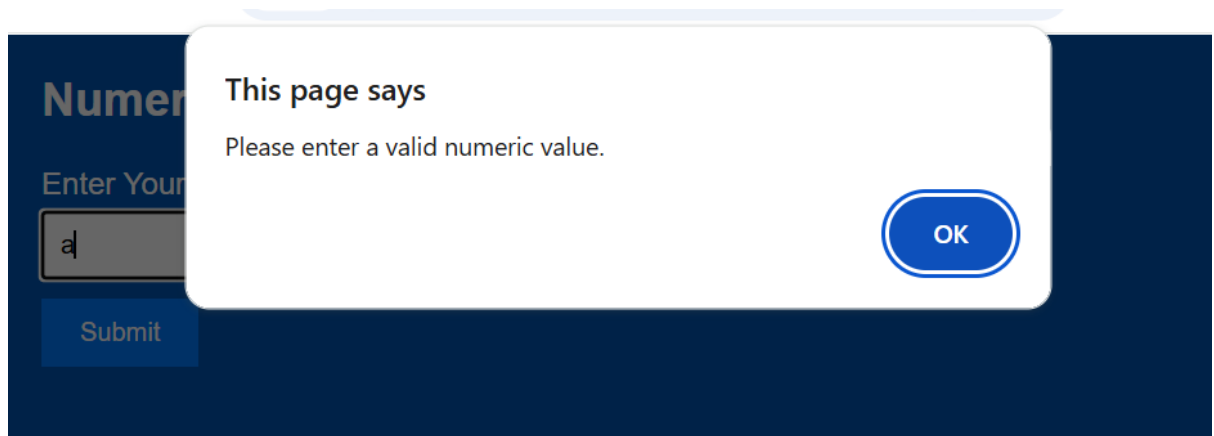 This page says
Please enter a valid numeric value.
OK
Numer
Enter Your
a
Submit